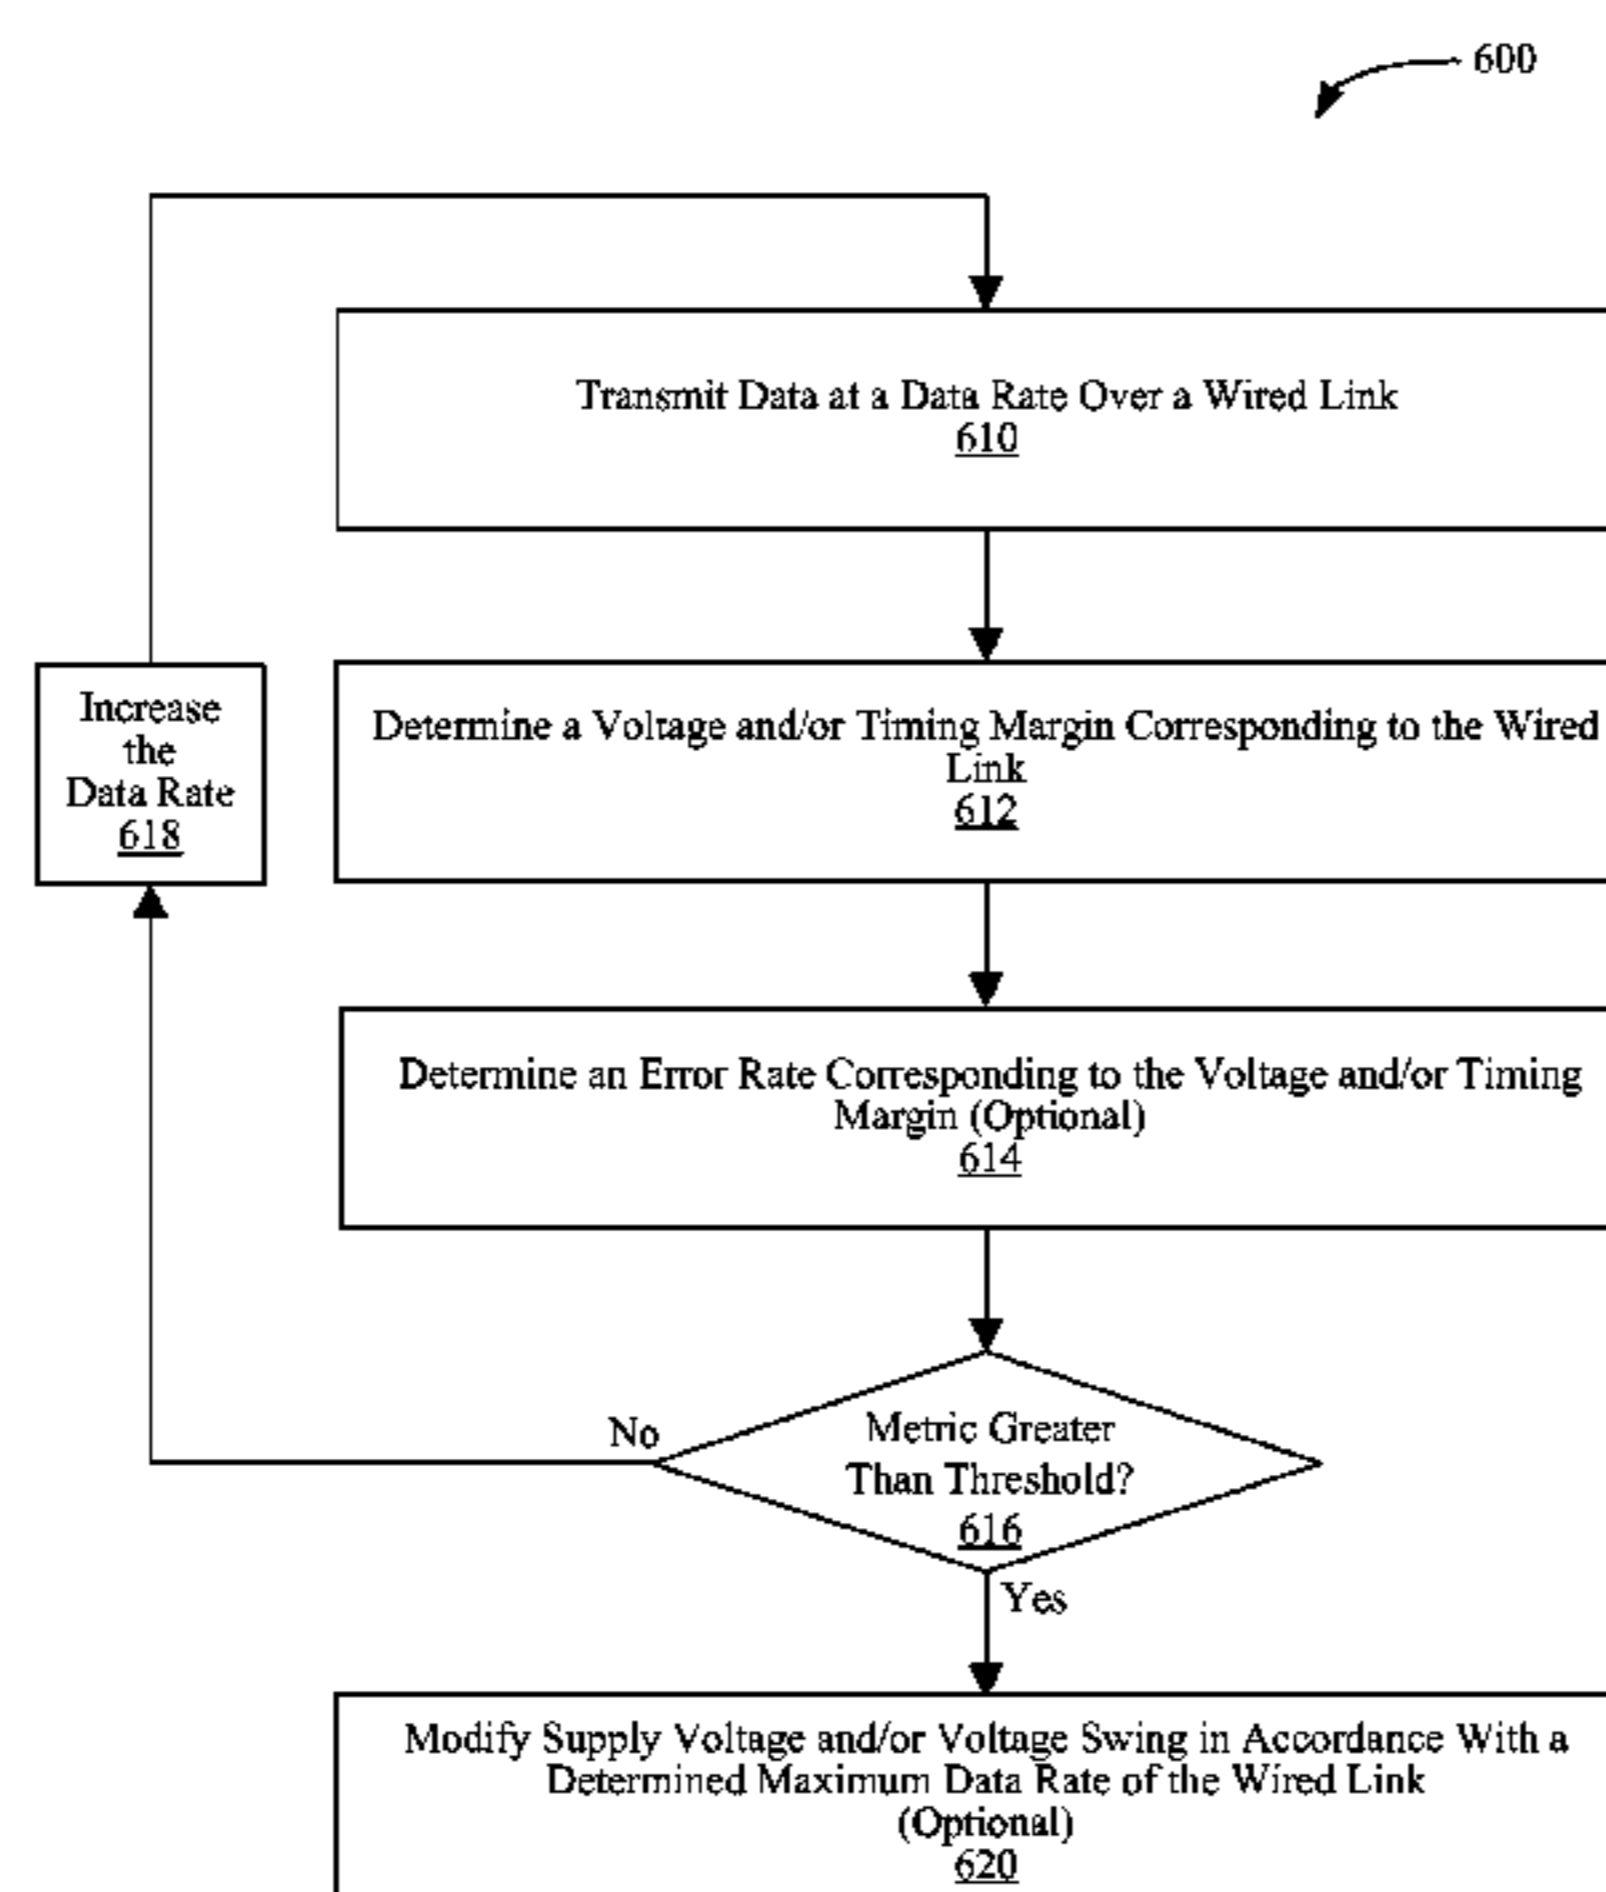 600
Transmit Data at a Data Rate Over a Wired Link
610
Increase
the
Data Rate
618
Determine a Voltage and/or Timing Margin Corresponding to the Wired
Link
612
Determine an Error Rate Corresponding to the Voltage and/or Timing
Margin (Optional)
614
No
Metric Greater
Than Threshold?
616
Yes
Modify Supply Voltage and/or Voltage Swing in Accordance With a
Determined Maximum Data Rate of the Wired Link
(Optional)
620